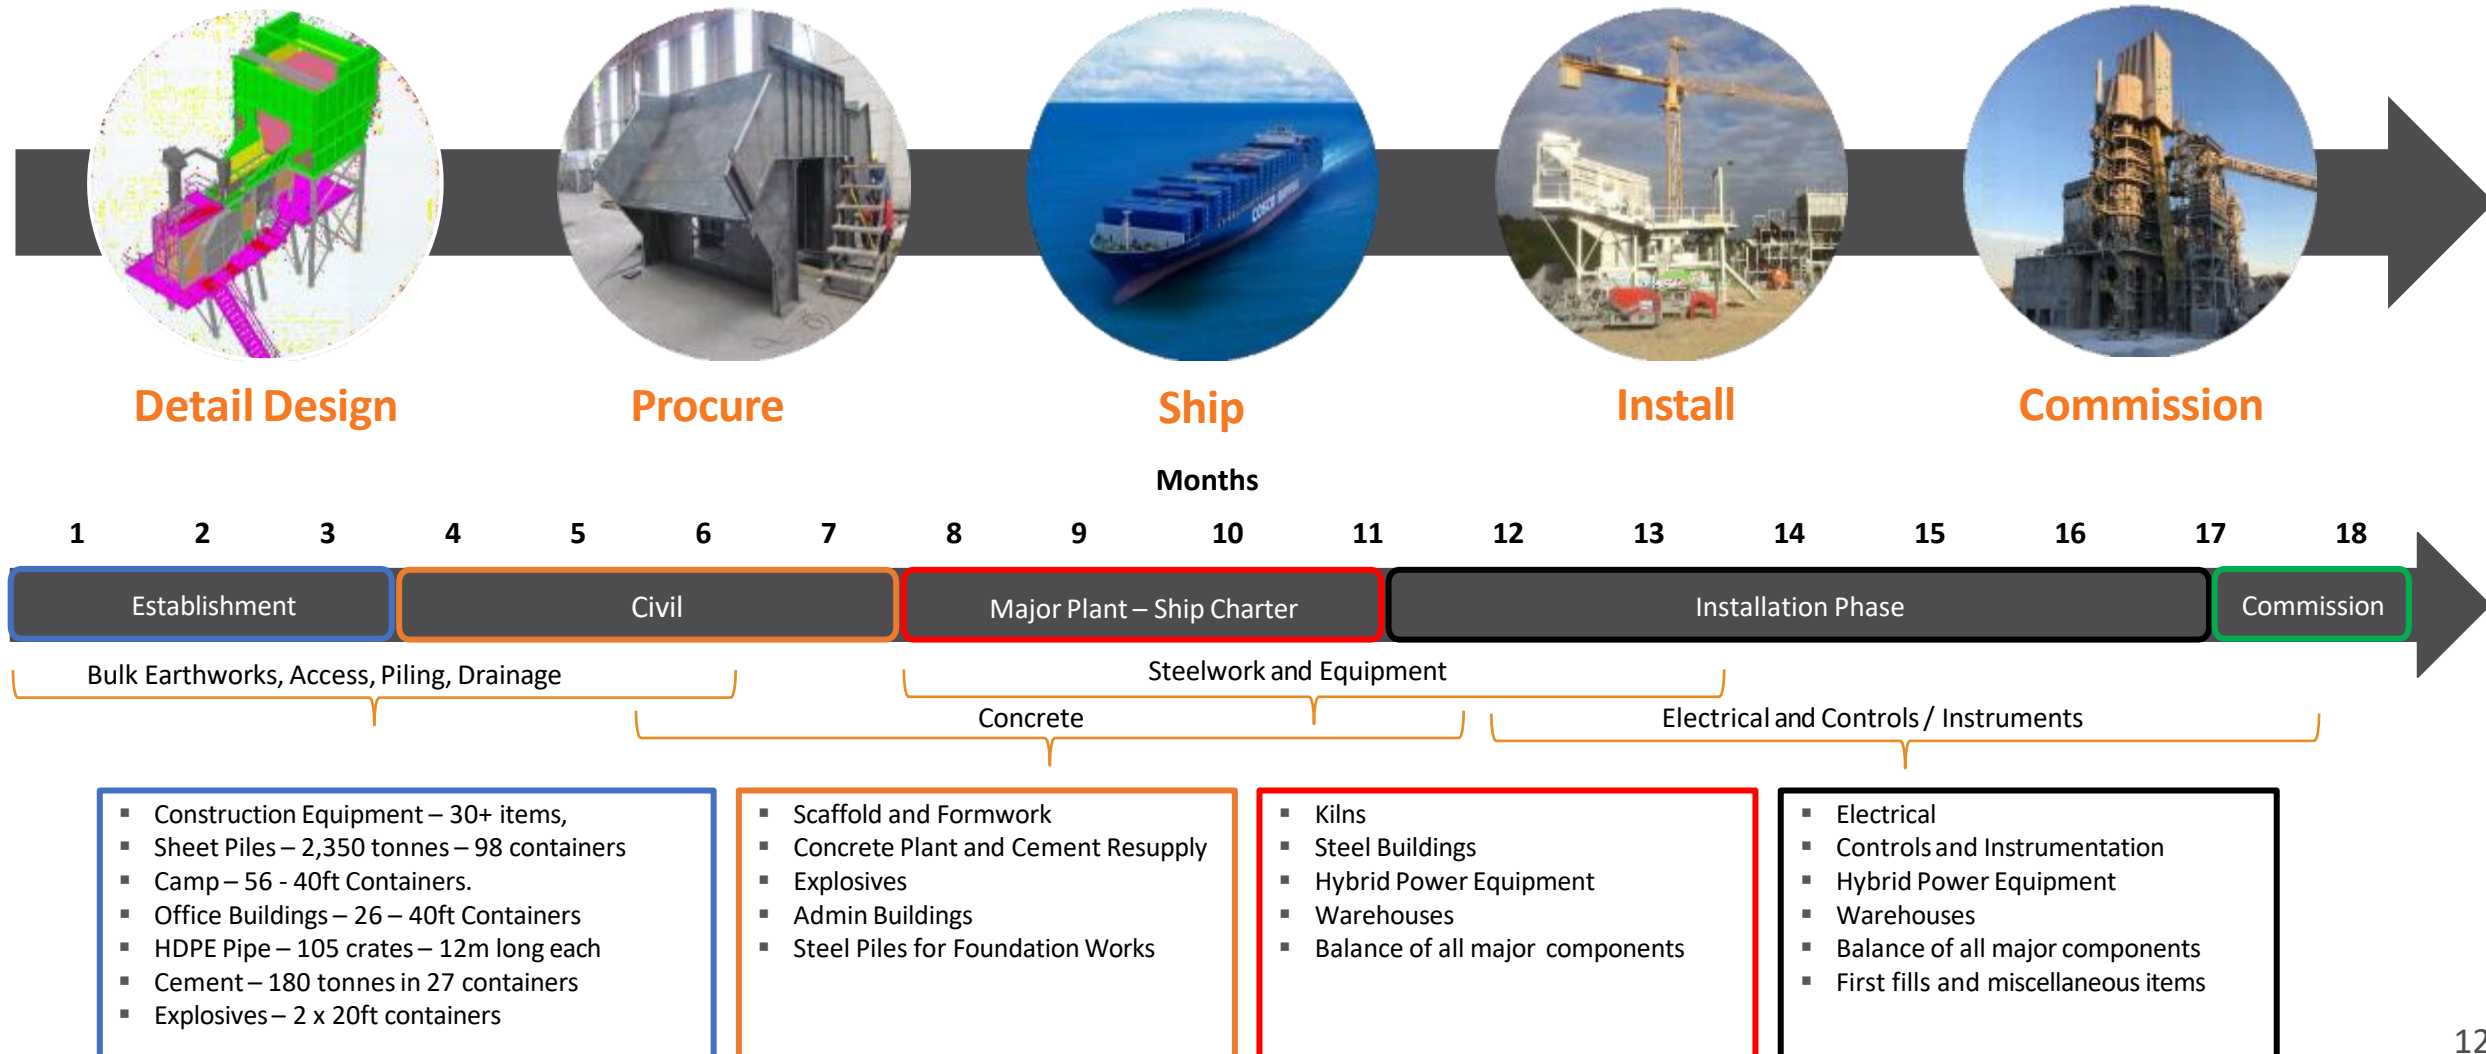 Detail Design
Procure
Ship
Install
Commission
Months
1 2 3 4 5 6 7 8 9 10 11 12 13 14 15 16 17 18
Establishment
Civil
Major Plant – Ship Charter
Installation Phase
Commission
Bulk Earthworks, Access, Piling, Drainage
Steelwork and Equipment
Concrete
Electrical and Controls / Instruments
▪ Construction Equipment – 30+ items,
▪ Sheet Piles – 2,350 tonnes – 98 containers
▪ Camp – 56 - 40ft Containers.
▪ Office Buildings – 26 – 40ft Containers
▪ HDPE Pipe – 105 crates – 12m long each
▪ Cement – 180 tonnes in 27 containers
▪ Explosives – 2 x 20ft containers
▪ Scaffold and Formwork
▪ Concrete Plant and Cement Resupply
▪ Explosives
▪ Admin Buildings
▪ Steel Piles for Foundation Works
▪ Kilns
▪ Steel Buildings
▪ Hybrid Power Equipment
▪ Warehouses
▪ Balance of all major components
▪ Electrical
▪ Controls and Instrumentation
▪ Hybrid Power Equipment
▪ Warehouses
▪ Balance of all major components
▪ First fills and miscellaneous items
12